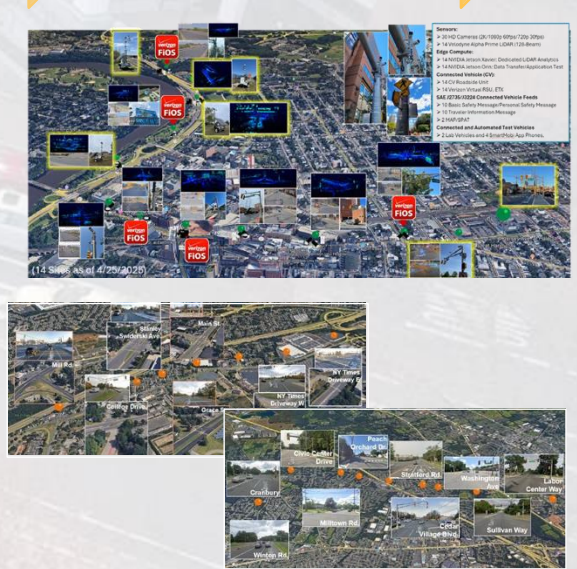 Sensors:
➢ 30 HD Cameras (2K/1080p 60fps/720p 30fps)
➢ 14 Velodyne Alpha Prime LiDAR (128-Beam)
Edge Compute:
➢ 14 NVIDIA Jetson Xavier: Dedicated LiDAR Analytics
➢ 14 NVIDIA Jetson Orin: Data Transfer/Application Test
Connected Vehicle (CV):
➢ 14 CV Roadside Unit
➢ 14 Verizon Virtual RSU, ETX
SAE J2735/J3224 Connected Vehicle Feeds
➢ 10 Basic Safety Message/Personal Safety Message
➢ 10 Traveler Information Message
➢ 2 MAP/SPAT
Connected and Automated Test Vehicles
➢ 2 Lab Vehicles and 4 SmartMobi App Phones.
verizon
FiOS
verizon
FiOS
verizon
FiOS
verizon
FiOS
verizon
FiOS
(14 Sites as of 4/25/2025)
Main St.
Mill Rd.
NY Times
Driveway E
NY Times
Driveway W
Peach
Orchard Dr.
Civic Center
Drive
Stratford Rd.
Washington
Ave
Labor
Center Way
Cranbury
Milltown Rd.
Cedar
Village Blvd.
Sullivan Way
Winton Rd.